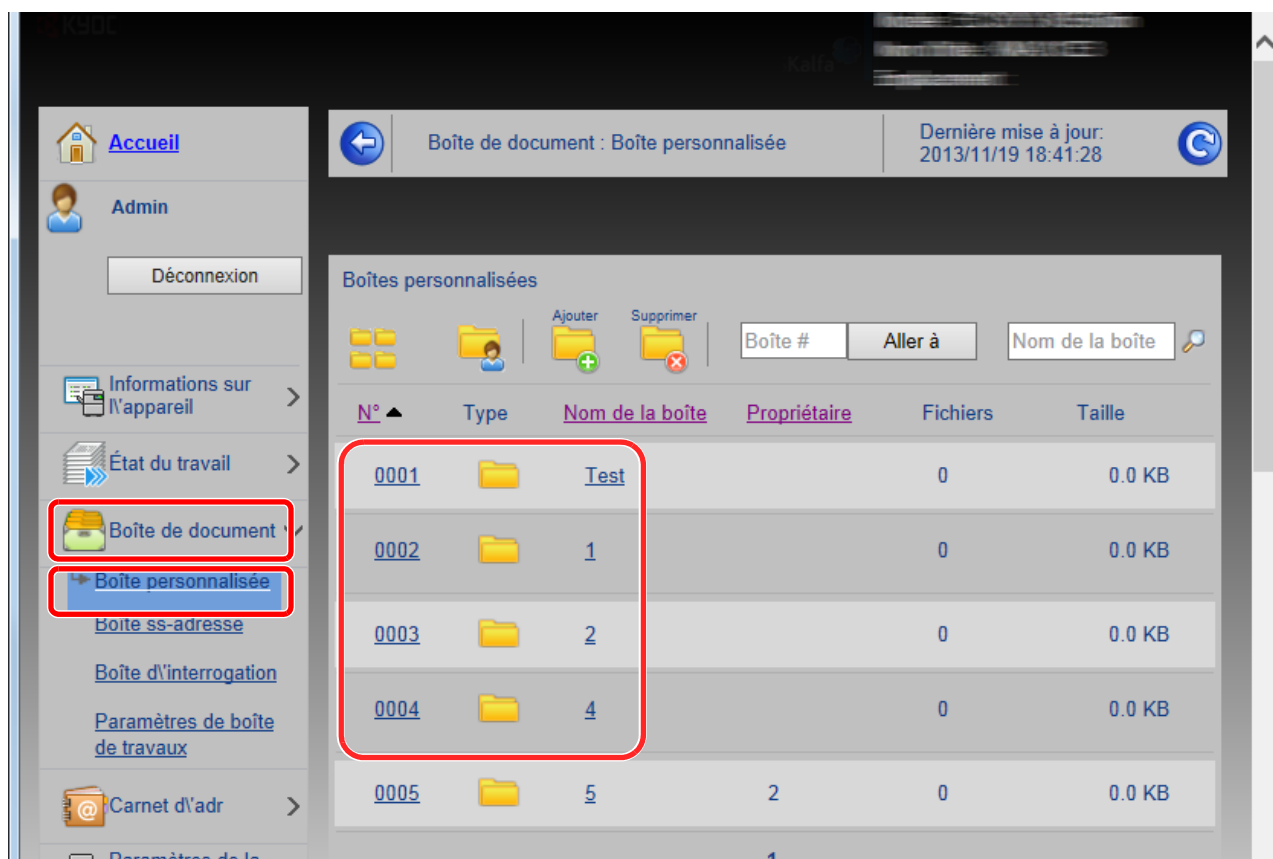 Accueil
Admin
Déconnexion
Informations sur
l\'appareil
État du travail
Boîte de document
Boîte personnalisée
Boîte ss-adresse
Boîte d\'interrogation
Paramètres de boîte
de travaux
Carnet d\'adr
Paramètres de la
Boîte de document : Boîte personnalisée
Dernière mise à jour:
2013/11/19 18:41:28
Boîtes personnalisées
Ajouter Supprimer
Boîte # Aller à Nom de la boîte
N° Type Nom de la boîte Propriétaire Fichiers Taille
0001 Test 0 0.0 KB
0002 1 0 0.0 KB
0003 2 0 0.0 KB
0004 4 0 0.0 KB
0005 5 2 0 0.0 KB
1